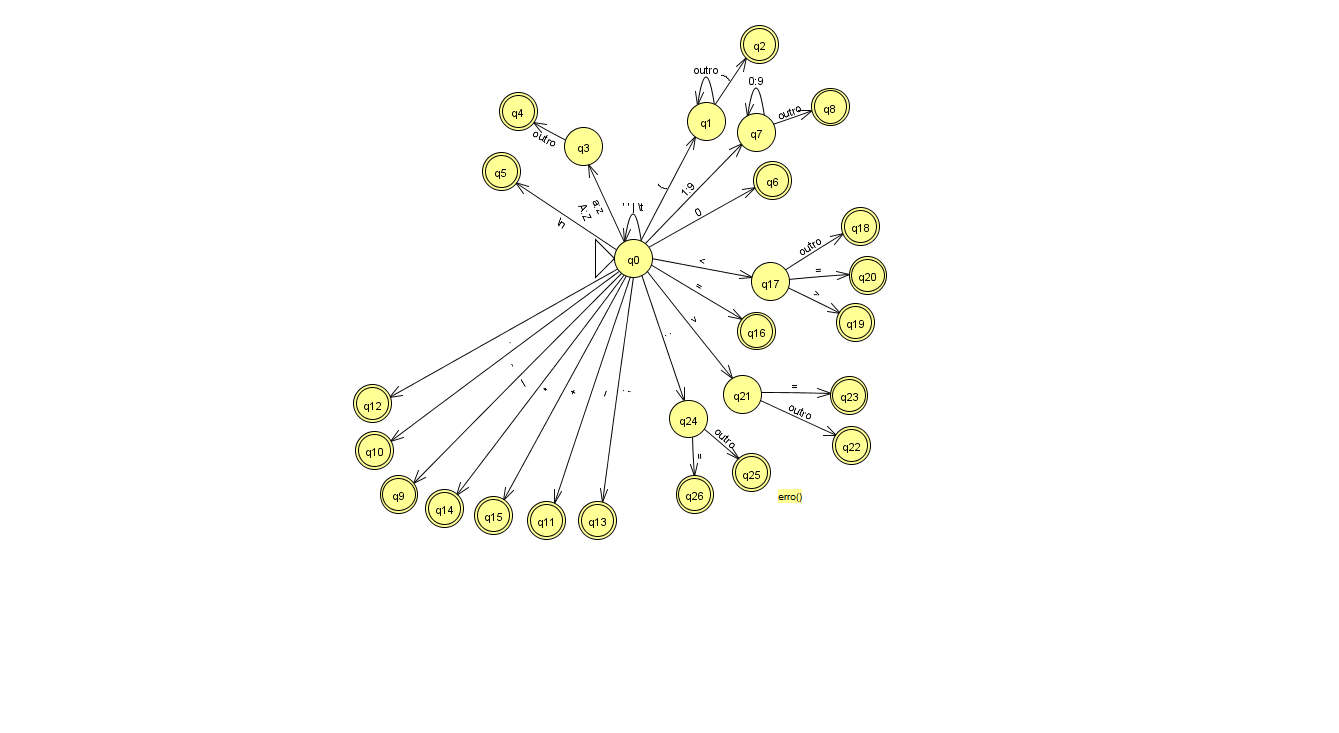 q2
outro
}
0:9
q4
q1
outro
q8
q7
outro
q3
q5
q6
{
1:9
a:z
A:z
0
\n
q18
outro
q0
<
q17
=
q20
=
>
q19
>
q16
:
.
,
/
*
+
-
;
=
q23
q21
q12
outro
q24
q22
q10
outro
=
q25
q9
q26
erro()
q14
q15
q11
q13